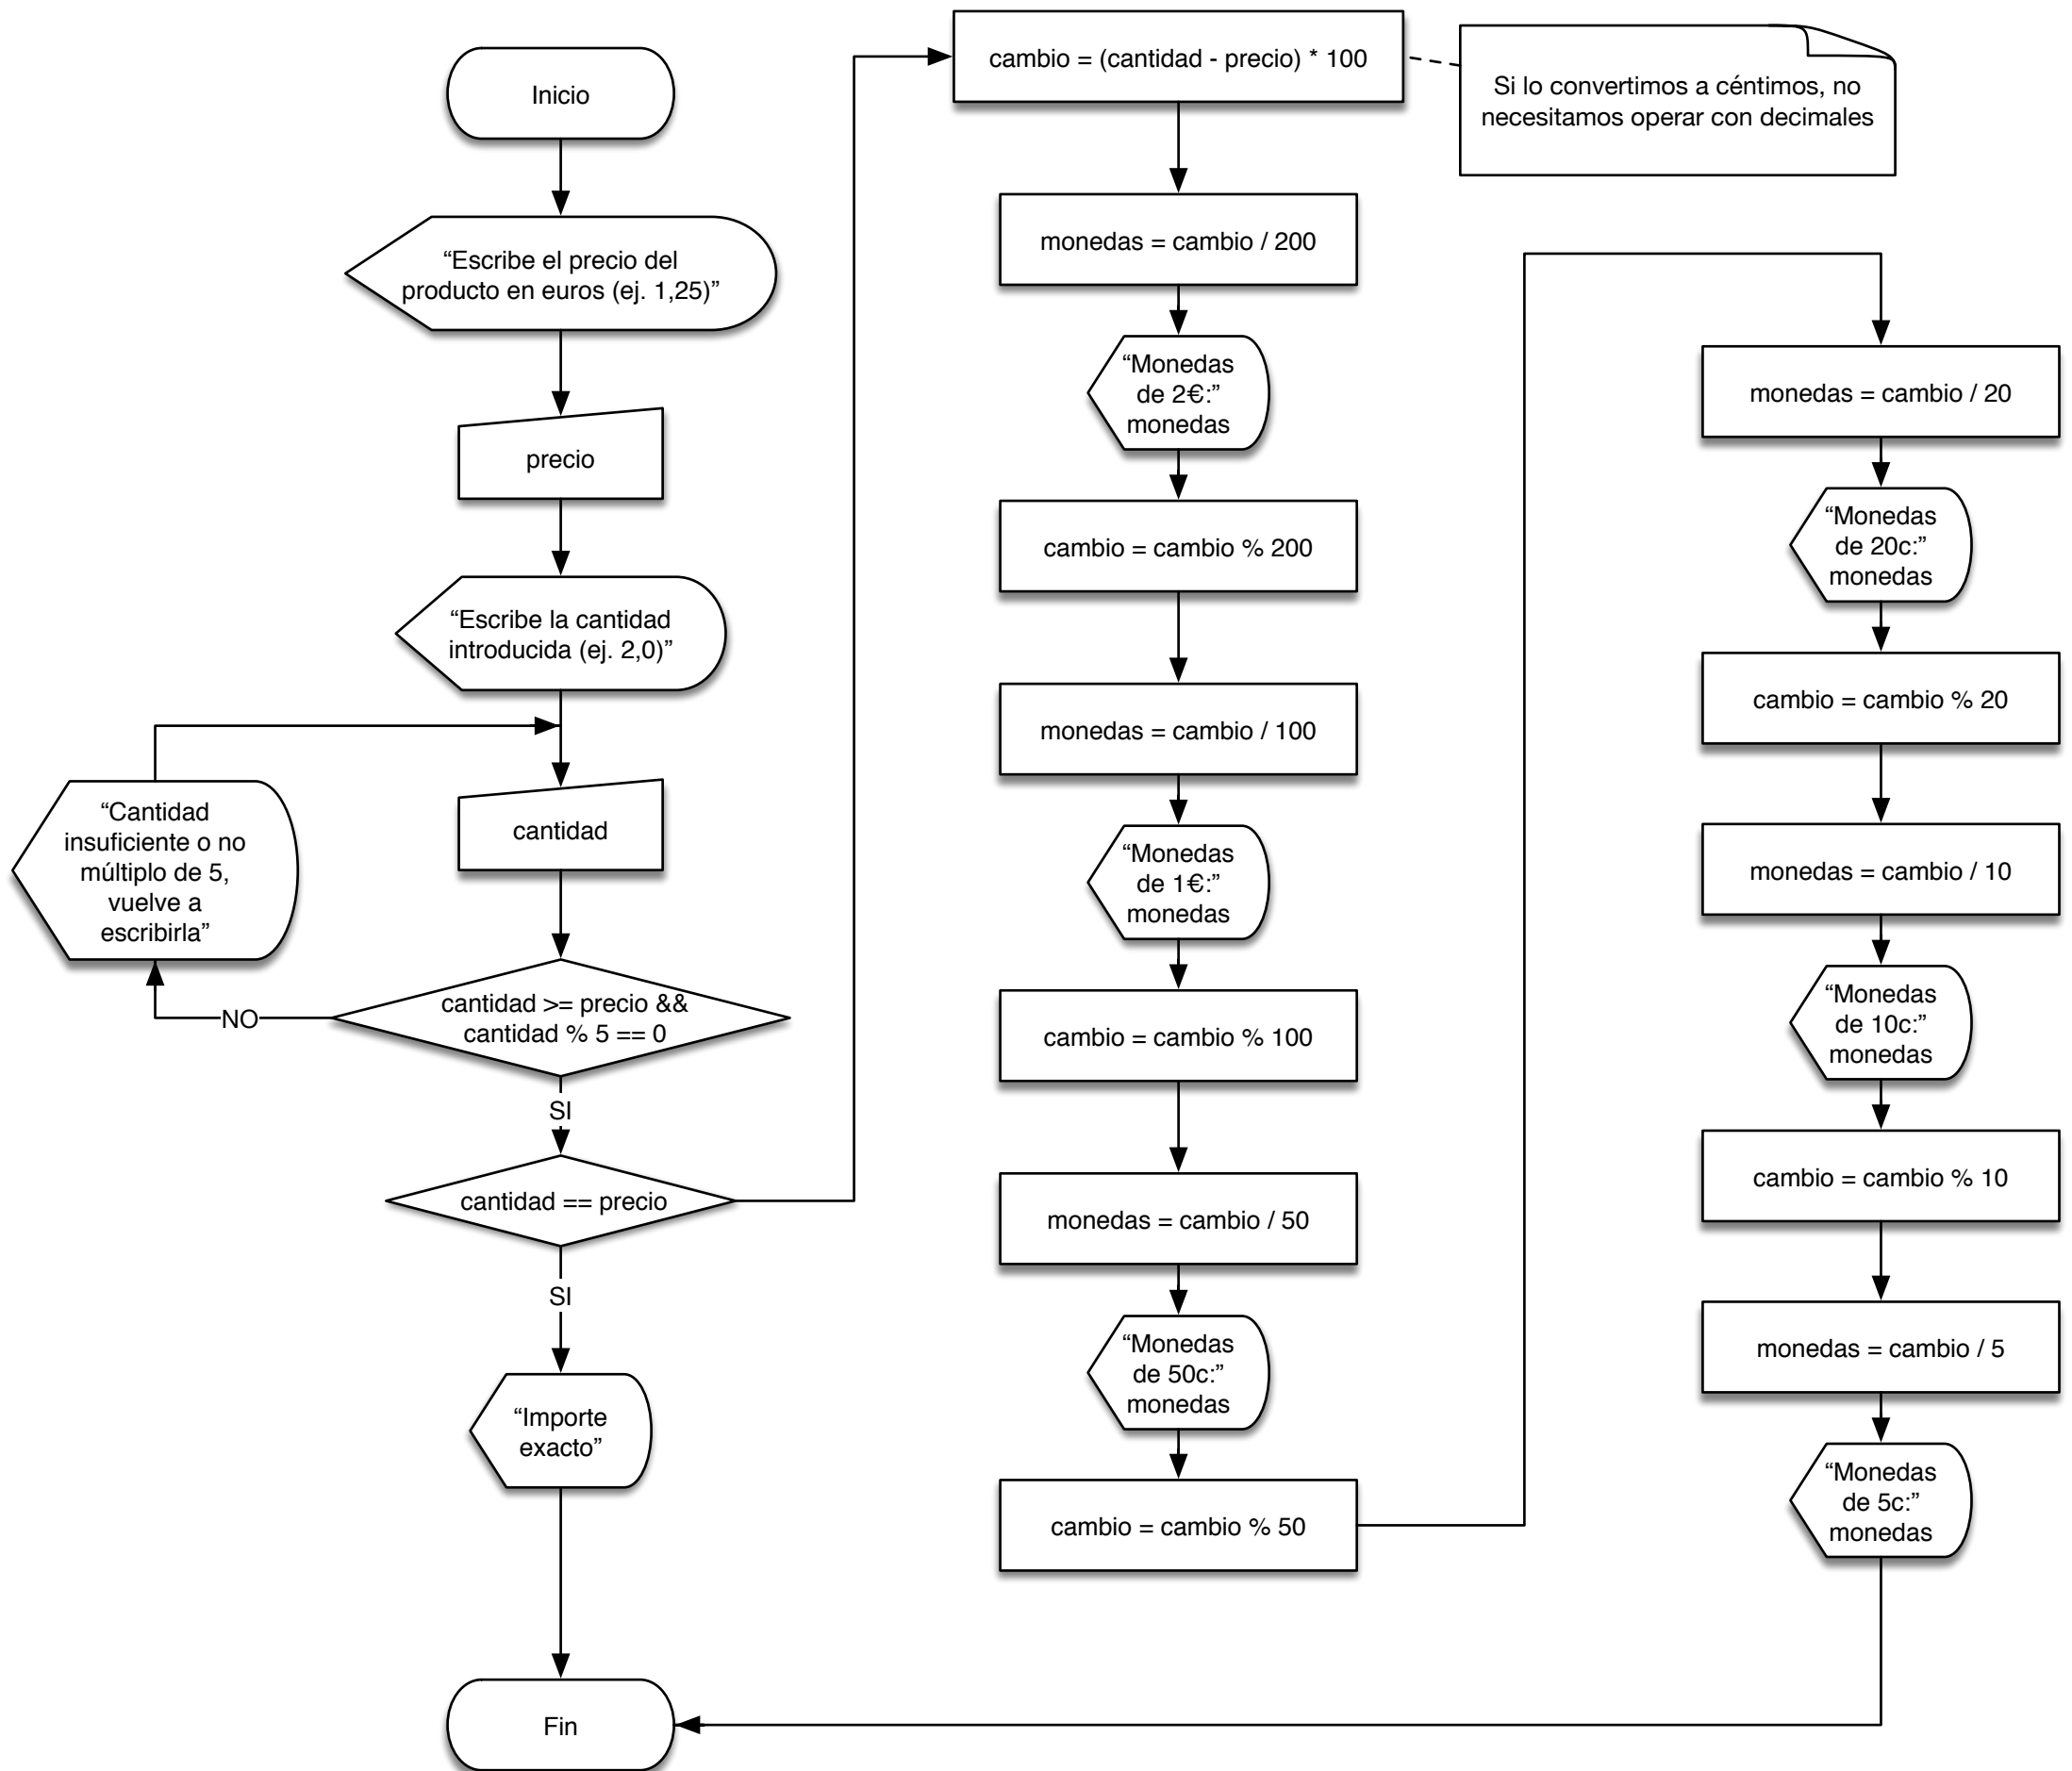 Inicio
“Escribe el precio del
producto en euros (ej. 1,25)”
precio
“Escribe la cantidad
introducida (ej. 2,0)”
“Cantidad
insuficiente o no
múltiplo de 5,
vuelve a
escribirla”
cantidad
NO
cantidad >= precio &&
cantidad % 5 == 0
SI
cantidad == precio
SI
“Importe
exacto”
Fin
cambio = (cantidad - precio) * 100
Si lo convertimos a céntimos, no
necesitamos operar con decimales
monedas = cambio / 200
“Monedas
de 2€:”
monedas
cambio = cambio % 200
monedas = cambio / 100
“Monedas
de 1€:”
monedas
cambio = cambio % 100
monedas = cambio / 50
“Monedas
de 50c:”
monedas
cambio = cambio % 50
monedas = cambio / 20
“Monedas
de 20c:”
monedas
cambio = cambio % 20
monedas = cambio / 10
“Monedas
de 10c:”
monedas
cambio = cambio % 10
monedas = cambio / 5
“Monedas
de 5c:”
monedas